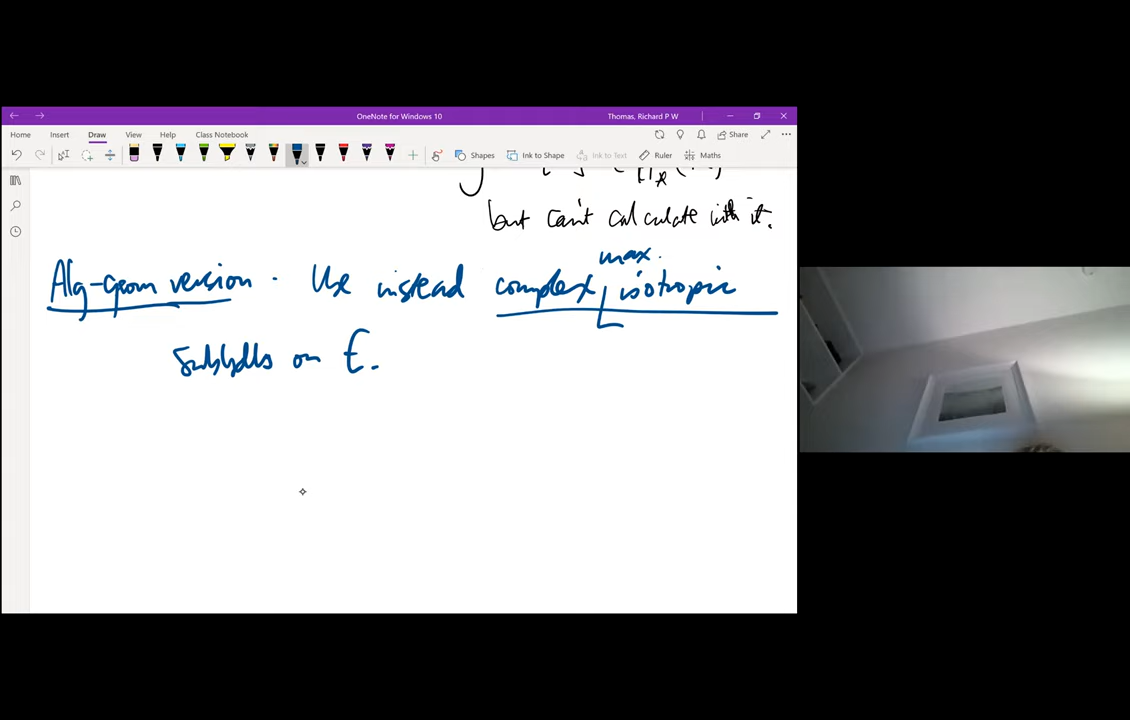 OneNote for Windows 10
Thomas, Richard P W
Home Insert Draw View Help Class Notebook
Share
Shapes Ink to Shape Ink to Text Ruler Maths
but can't calculate with it.
max.
Alg-geom version. Use instead complex isotropic
subbdls on E.